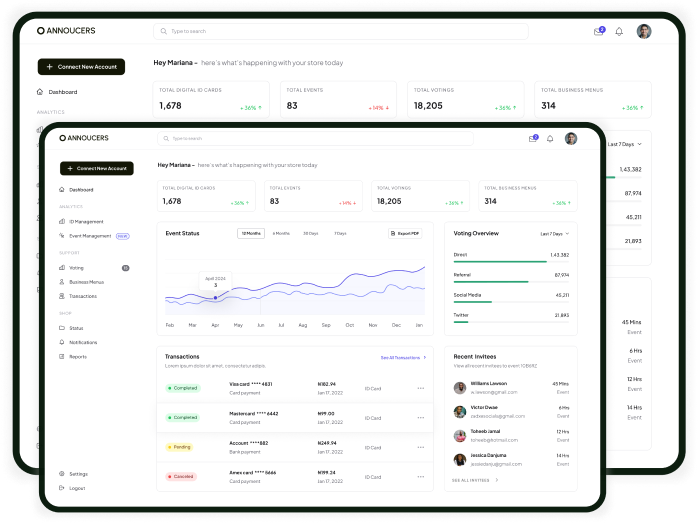 ANNOUCERS
Type to search
2
Connect New Account
Hey Mariana - here's what's happening with your store today
Dashboard
TOTAL DIGITAL ID CARDS
1,678
+36% ↑
TOTAL EVENTS
83
+14% ↓
TOTAL VOTINGS
18,205
+36% ↑
TOTAL BUSINESS MENUS
314
+36% ↑
ANALYTICS
Last 7 Days
1,43,382
87,974
45,211
21,893
45 Mins
Event
6 Hrs
Event
12 Hrs
Event
14 Hrs
Event
ANNOUCERS
Type to search
2
Connect New Account
Hey Mariana - here's what's happening with your store today
Dashboard
ANALYTICS
ID Management
Event Management NEW
SUPPORT
Voting
Business Menus
Transactions
SHOP
Status
Notifications
Reports
Settings
Logout
TOTAL DIGITAL ID CARDS
1,678
+36% ↑
TOTAL EVENTS
83
+14% ↓
TOTAL VOTINGS
18,205
+36% ↑
TOTAL BUSINESS MENUS
314
+36% ↑
Event Status
12 Months
6 Months
30 Days
7 Days
Export PDF
April 2024
3
Feb Mar Apr May Jun Jul Aug Sep Oct Nov Dec Jan
Voting Overview
Last 7 Days
Direct 1,43,382
Referral 87,974
Social Media 45,211
Twitter 21,893
Transactions
See All Transactions
Lorem ipsum dolor sit amet, consectetur adipis.
Completed Visa card **** 4831 ₦182.94 ID Card
Card payment Jan 17, 2022
Completed Mastercard **** 6442 ₦99.00 ID Card
Card payment Jan 17, 2022
Pending Account ****882 ₦249.94 ID Card
Bank payment Jan 17, 2022
Canceled Amex card **** 5666 ₦199.24 ID Card
Card payment Jan 17, 2022
Recent Invitees
View all recent invitees to event
Williams Lawson 45 Mins
w.lawson@gmail.com Event
Victor Dwae 6 Hrs
Event
Toheeb Jamal 12 Hrs
toheeb@hotmail.com Event
Jessica Danjuma 14 Hrs
jessiedanju@gmail.com Event
SEE ALL INVITEES